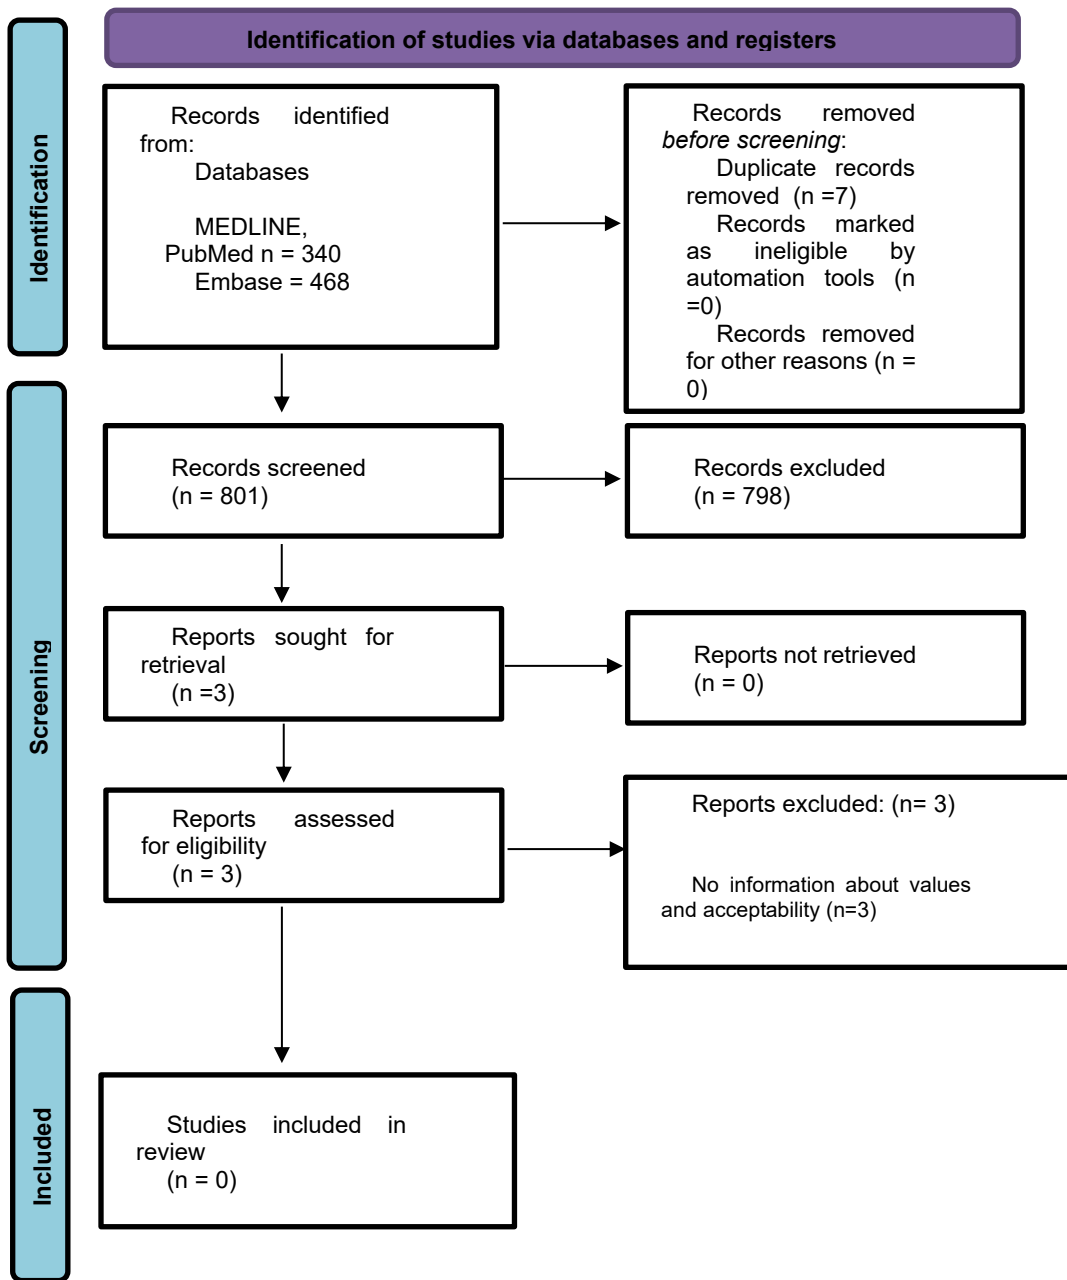 Identification of studies via databases and registers
Identification
Records identified
from:
Databases
MEDLINE,
PubMed n = 340
Embase = 468
Records removed
before screening:
Duplicate records
removed (n =7)
Records marked
as ineligible by
automation tools (n
=0)
Records removed
for other reasons (n =
0)
Screening
Records screened
(n = 801)
Records excluded
(n = 798)
Reports sought for
retrieval
(n =3)
Reports not retrieved
(n = 0)
Reports assessed
for eligibility
(n = 3)
Reports excluded: (n= 3)
No information about values
and acceptability (n=3)
Included
Studies included in
review
(n = 0)